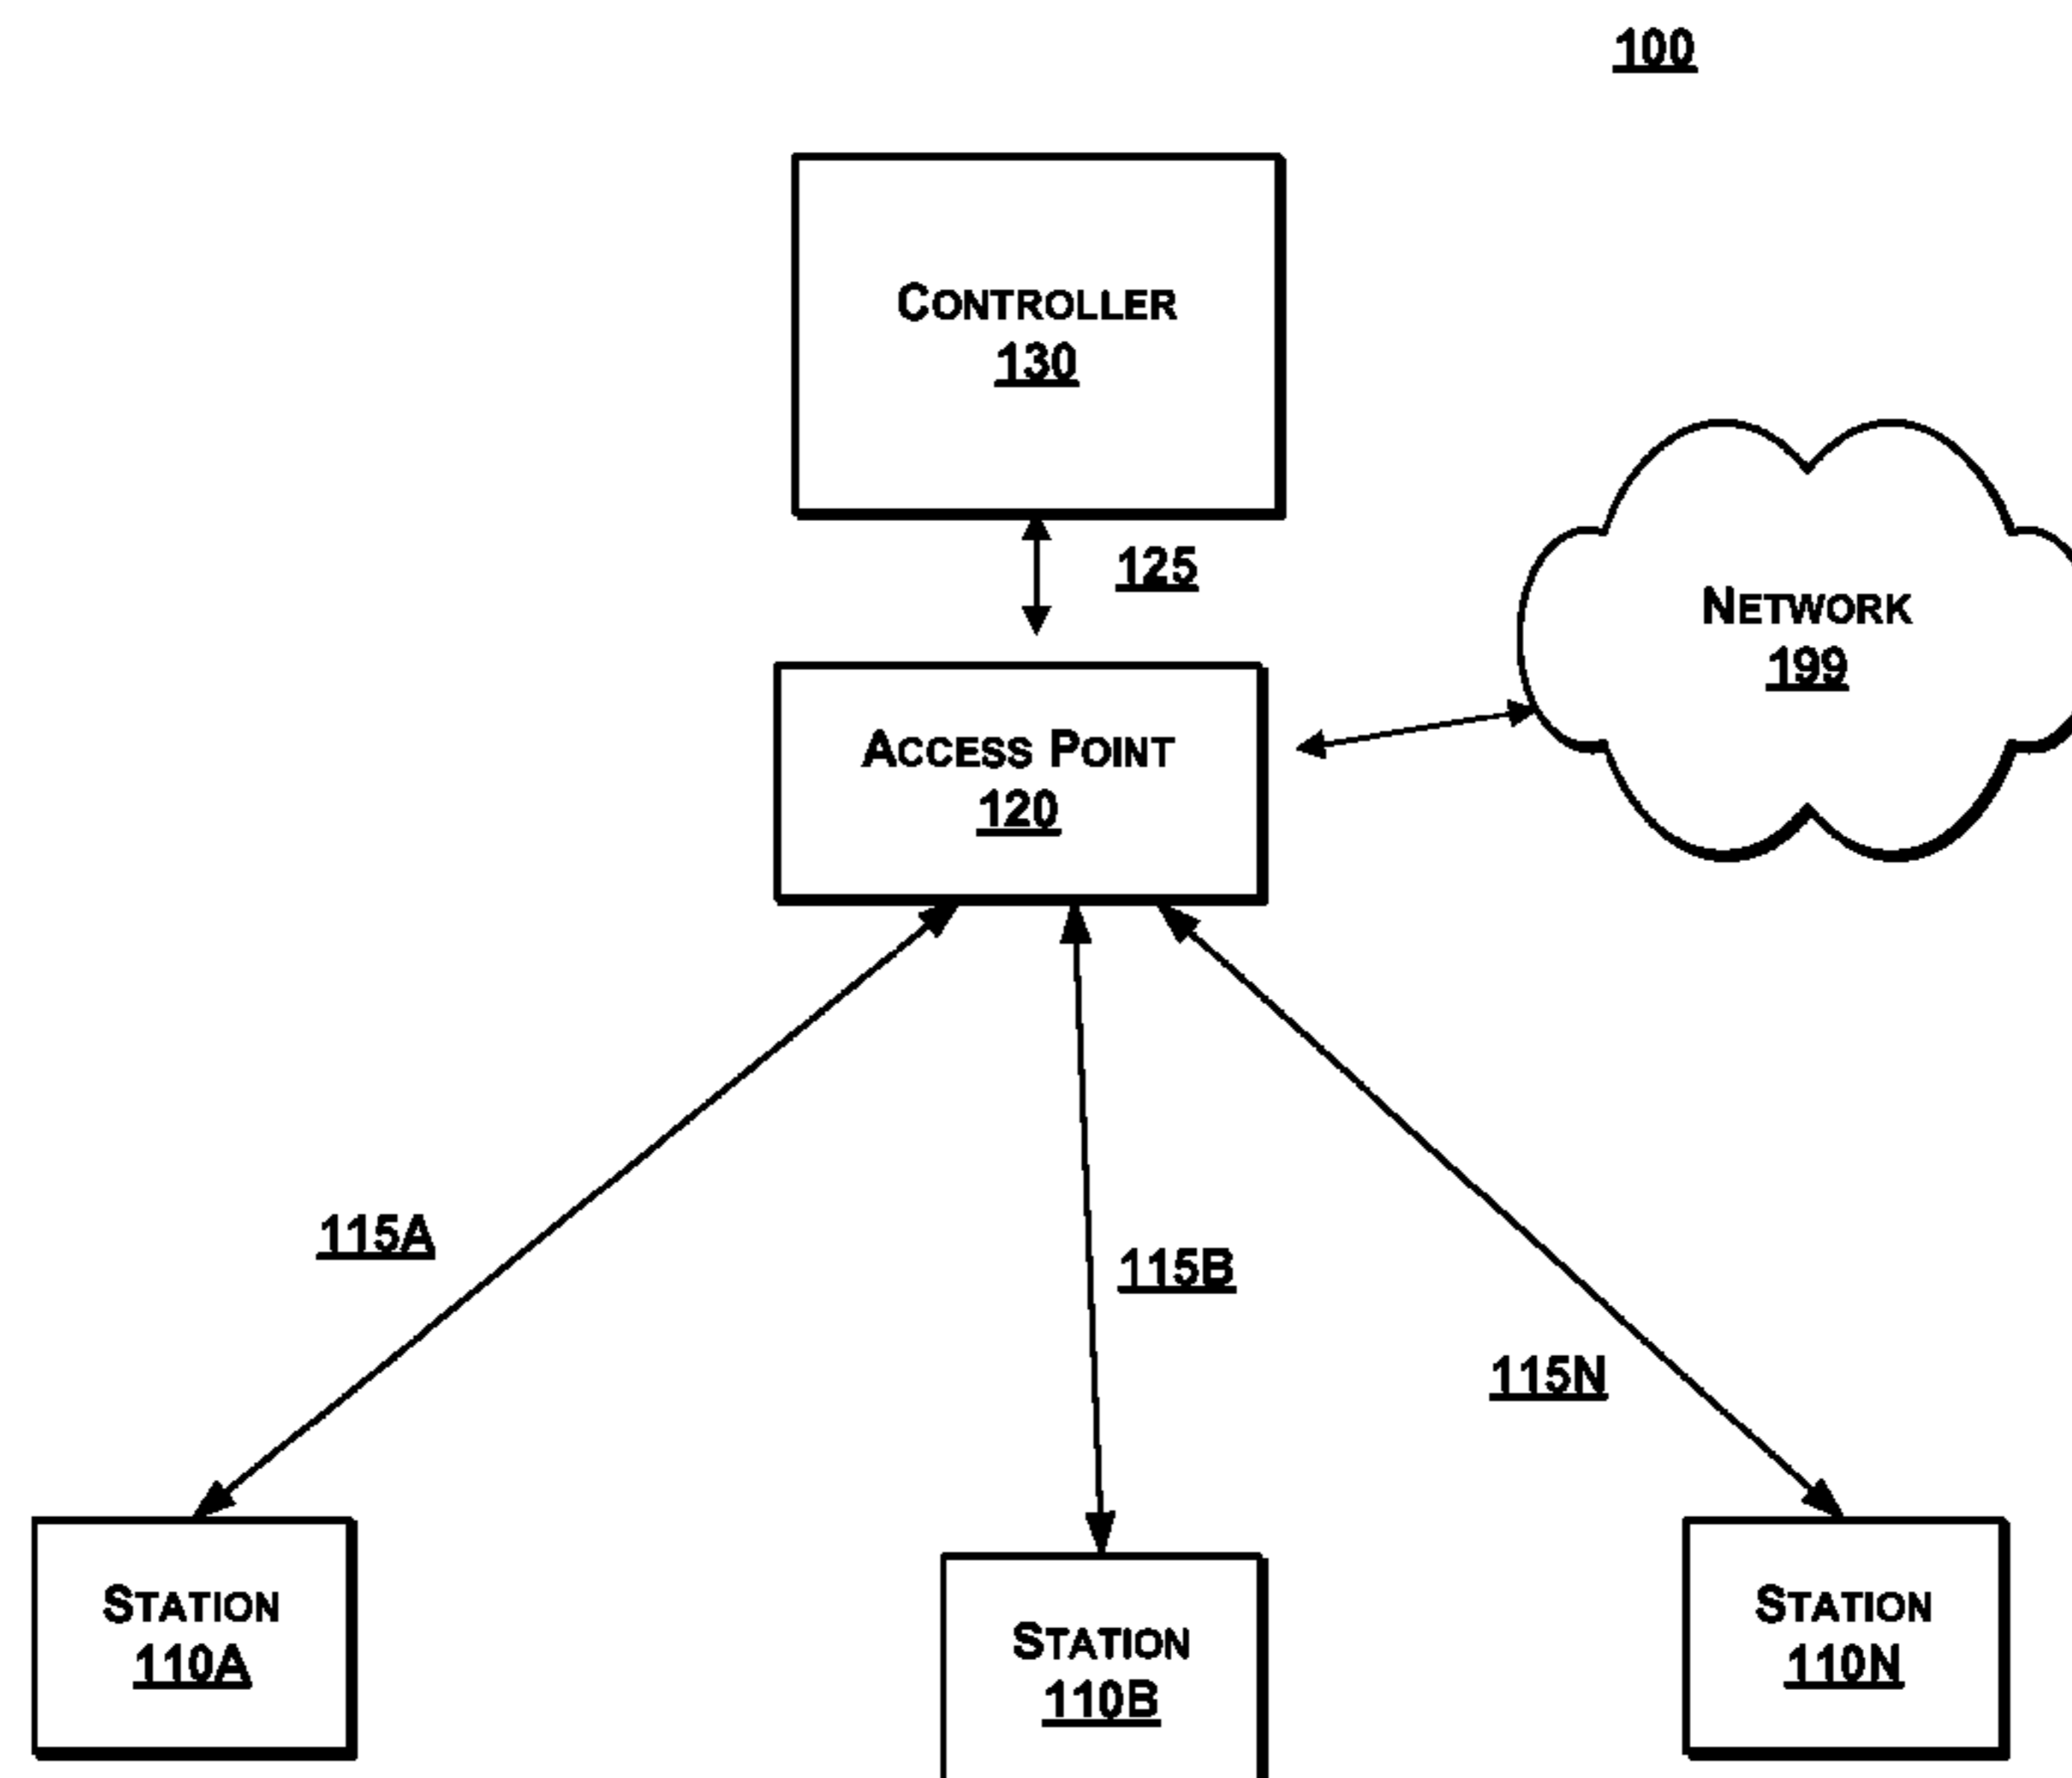 100
CONTROLLER
130
125
NETWORK
199
ACCESS POINT
120
115A
115B
115N
STATION
110A
STATION
110B
STATION
110N